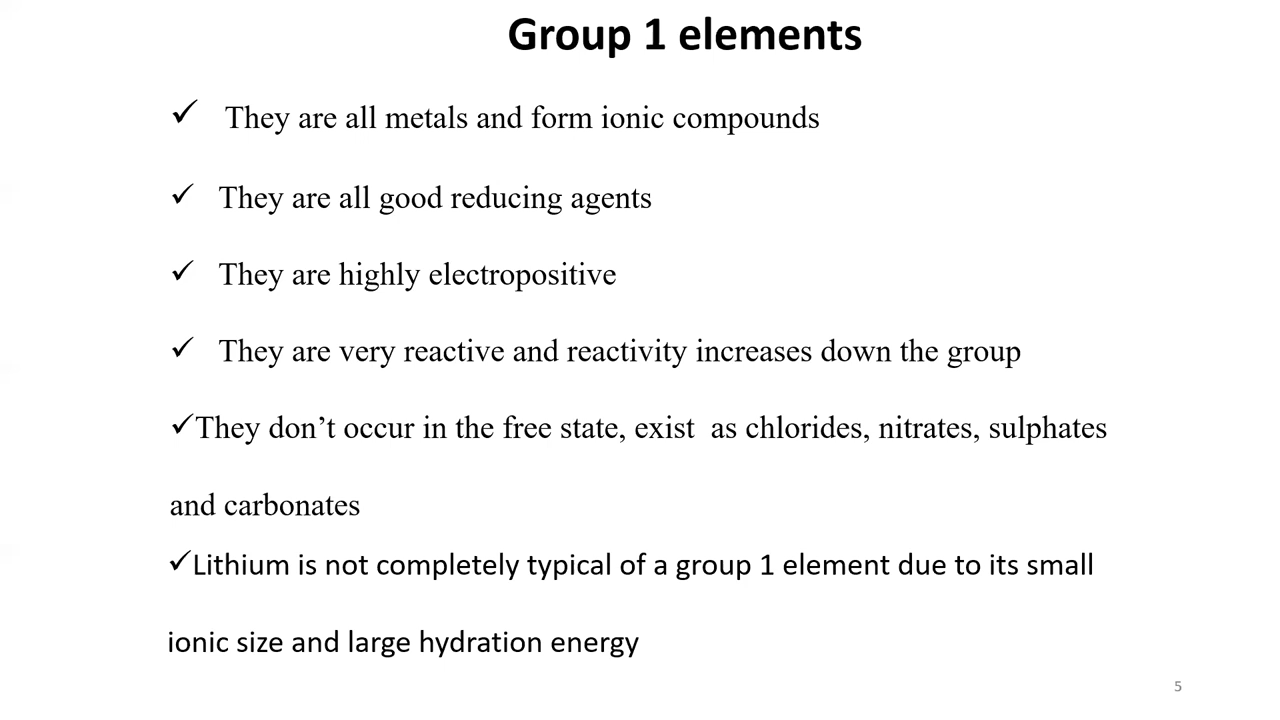 Group 1 elements
✓ They are all metals and form ionic compounds
✓ They are all good reducing agents
✓ They are highly electropositive
✓ They are very reactive and reactivity increases down the group
✓They don’t occur in the free state, exist  as chlorides, nitrates, sulphates
and carbonates
✓Lithium is not completely typical of a group 1 element due to its small
ionic size and large hydration energy
5